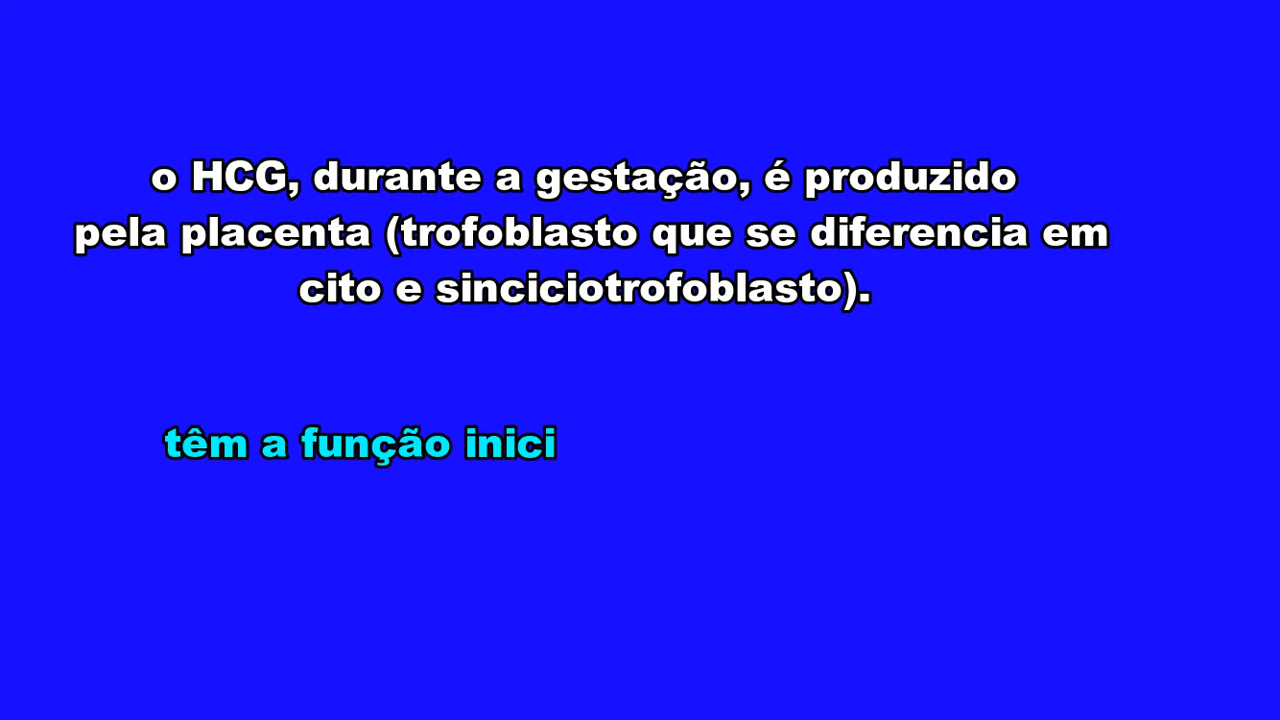 o HCG, durante a gestação, é produzido
pela placenta (trofoblasto que se diferencia em
cito e sinciciotrofoblasto).
têm a função inici